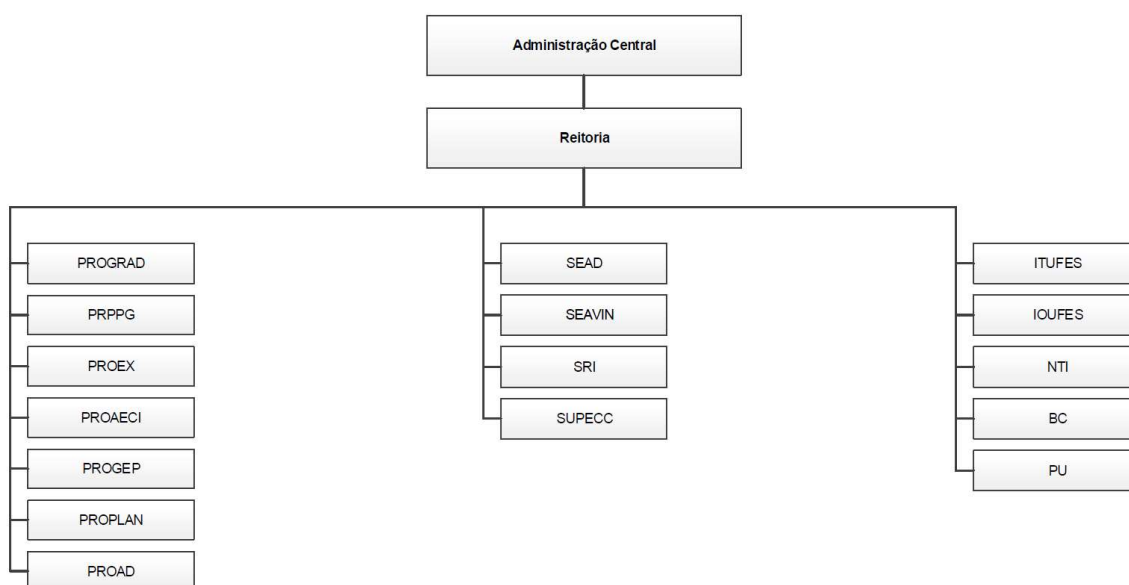 Administração Central
Reitoria
PROGRAD
PRPPG
PROEX
PROAECI
PROGEP
PROPLAN
PROAD
SEAD
SEAVIN
SRI
SUPECC
ITUFES
IOUFES
NTI
BC
PU